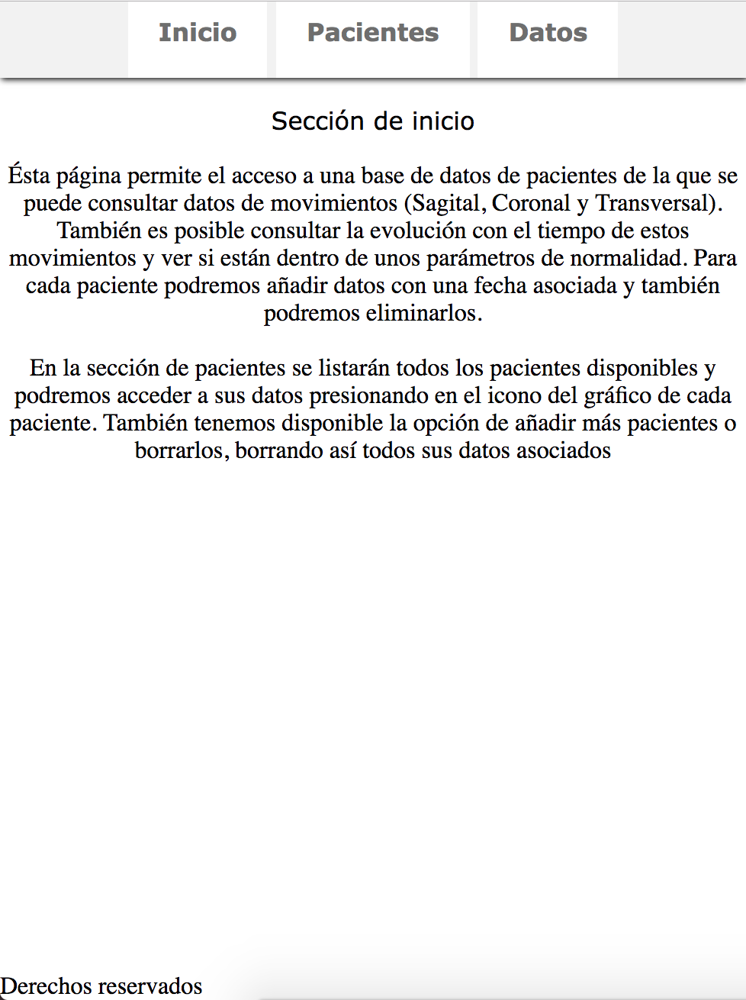 Inicio Pacientes Datos
Sección de inicio
Ésta página permite el acceso a una base de datos de pacientes de la que se
puede consultar datos de movimientos (Sagital, Coronal y Transversal).
También es posible consultar la evolución con el tiempo de estos
movimientos y ver si están dentro de unos parámetros de normalidad. Para
cada paciente podremos añadir datos con una fecha asociada y también
podremos eliminarlos.
En la sección de pacientes se listarán todos los pacientes disponibles y
podremos acceder a sus datos presionando en el icono del gráfico de cada
paciente. También tenemos disponible la opción de añadir más pacientes o
borrarlos, borrando así todos sus datos asociados
Derechos reservados